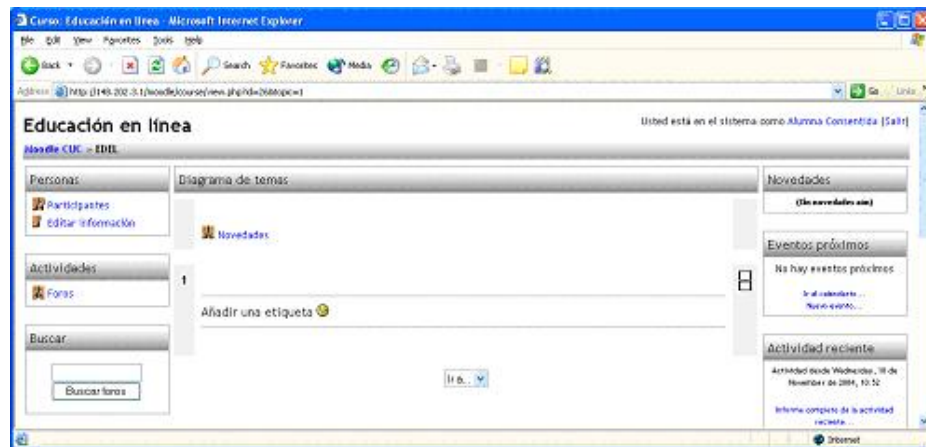 Curso: Educación en línea - Microsoft Internet Explorer
File Edit View Favorites Tools Help
Back Search Favorites Media
Address Go Links
Educación en línea
Usted está en el sistema como Alumna Consentida (Salir)
Moodle CUC » EDEL
Personas
Participantes
Editar información
Actividades
Foros
Buscar
Buscar foros
Diagrama de temas
Novedades
1
Añadir una etiqueta
Ir a...
Novedades
(Sin novedades aún)
Eventos próximos
No hay eventos próximos
Ir al calendario...
Nuevo evento...
Actividad reciente
Actividad desde Wednesday, 10 de
November de 2004, 10:52
Informe completo de la actividad
reciente...
Internet